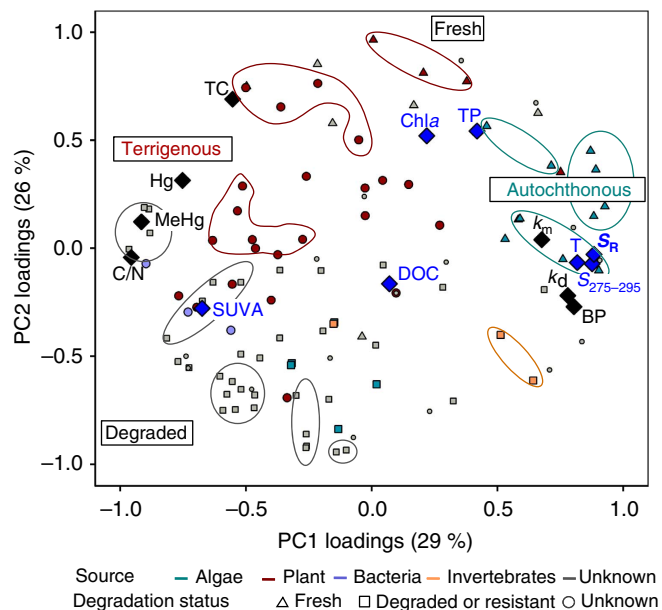 1.0
0.5
0.0
−0.5
−1.0
PC2 loadings (26 %)
Fresh
TC
Chla
TP
Terrigenous
Hg
Autochthonous
MeHg
km
SR
T
C/N
S275–295
DOC
kd
SUVA
BP
Degraded
−1.0
−0.5
0.0
0.5
1.0
PC1 loadings (29 %)
Source Algae Plant Bacteria Invertebrates Unknown
Degradation status Fresh Degraded or resistant Unknown